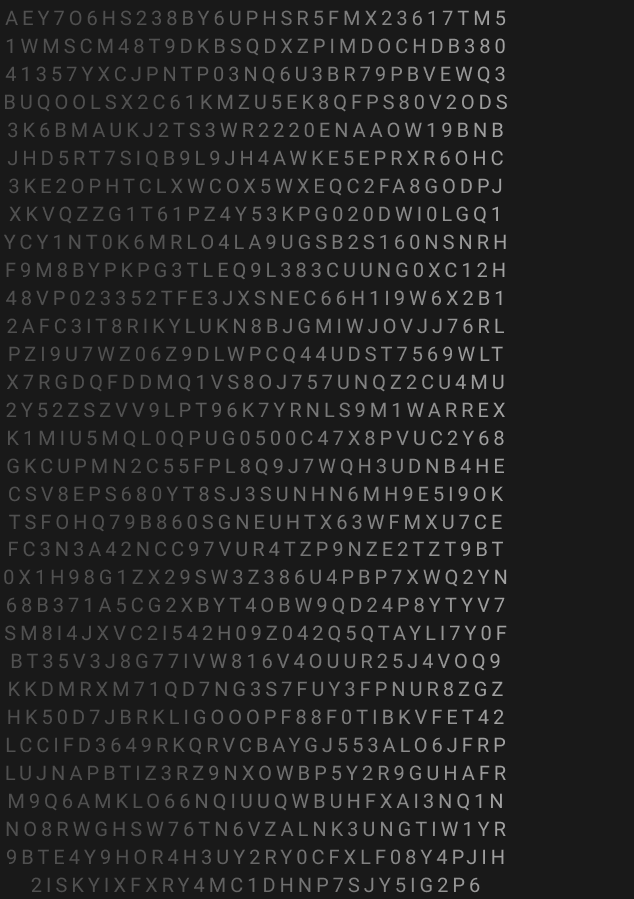 AEY7O6HS238BY6UPHSR5FMX23617TM5
1WMSCM48T9DKBSQDXZPIMDOCHDB380
41357YXCJPNTP03NQ6U3BR79PBVEWQ3
BUQOOLSX2C61KMZU5EK8QFPS80V2ODS
3K6BMAUKJ2TS3WR2220ENAAOW19BNB
JHD5RT7SIQB9L9JH4AWKE5EPRXR6OHC
3KE2OPHTCLXWCOX5WXEQC2FA8GODPJ
XKVQZZG1T61PZ4Y53KPG020DWI0LGQ1
YCY1NT0K6MRLO4LA9UGSB2S160NSNRH
F9M8BYPKPG3TLEQ9L383CUUNG0XC12H
48VP023352TFE3JXSNEC66H1I9W6X2B1
2AFC3IT8RIKYLUKN8BJGMIWJOVJJ76RL
PZI9U7WZ06Z9DLWPCQ44UDST7569WLT
X7RGDQFDDMQ1VS8OJ757UNQZ2CU4MU
2Y52ZSZVV9LPT96K7YRNLS9M1WARREX
K1MIU5MQL0QPUG0500C47X8PVUC2Y68
GKCUPMN2C55FPL8Q9J7WQH3UDNB4HE
CSV8EPS680YT8SJ3SUNHN6MH9E5I9OK
TSFOHQ79B860SGNEUHTX63WFMXU7CE
FC3N3A42NCC97VUR4TZP9NZE2TZT9BT
0X1H98G1ZX29SW3Z386U4PBP7XWQ2YN
68B371A5CG2XBYT4OBW9QD24P8YTYV7
SM8I4JXVC2I542H09Z042Q5QTAYLI7Y0F
BT35V3J8G77IVW816V4OUUR25J4VOQ9
KKDMRXM71QD7NG3S7FUY3FPNUR8ZGZ
HK50D7JBRKLIGOOOPF88F0TIBKVFET42
LCCIFD3649RKQRVCBAYGJ553ALO6JFRP
LUJNAPBTIZ3RZ9NXOWBP5Y2R9GUHAFR
M9Q6AMKLO66NQIUUQWBUHFXAI3NQ1N
NO8RWGHSW76TN6VZALNK3UNGTIW1YR
9BTE4Y9HOR4H3UY2RY0CFXLF08Y4PJIH
2ISKYIXFXRY4MC1DHNP7SJY5IG2P6